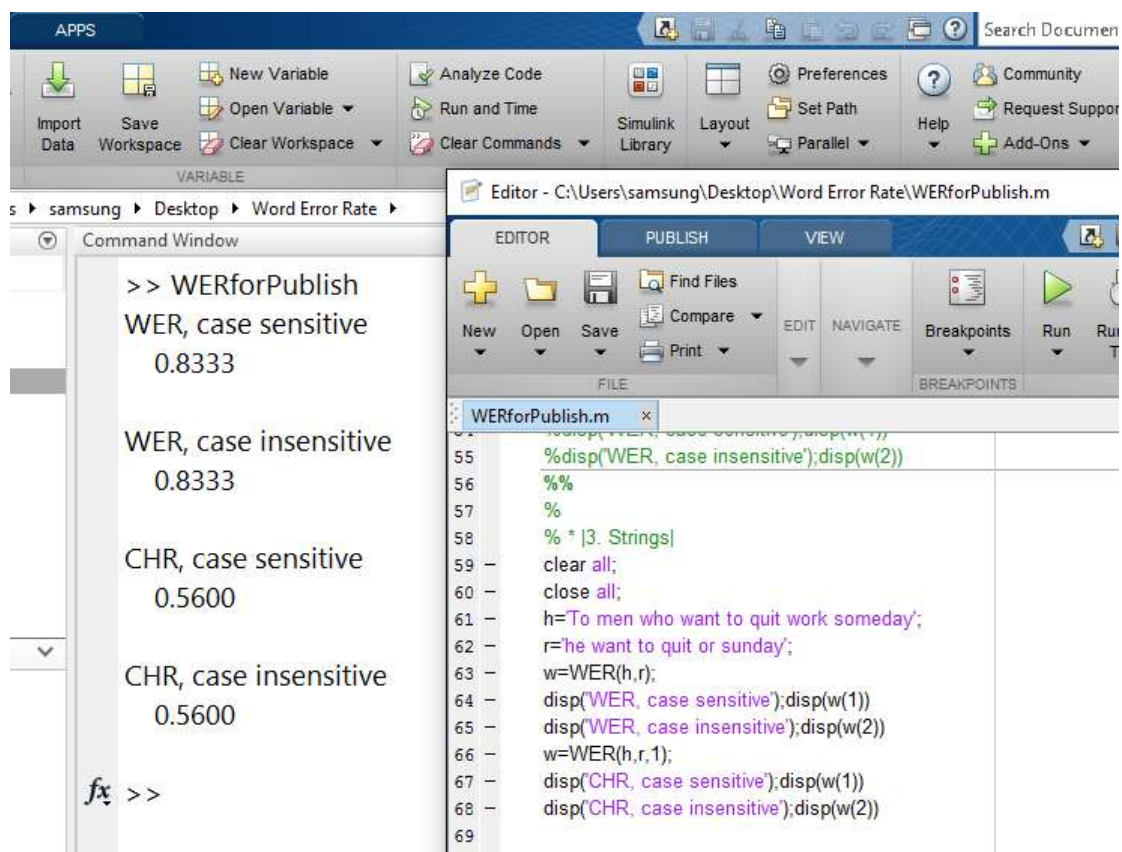 APPS
Search Documen
New Variable
Analyze Code
Preferences
Community
Open Variable
Run and Time
Set Path
Request Suppor
Import Data
Save Workspace
Clear Workspace
Clear Commands
Simulink Library
Layout
Parallel
Help
Add-Ons
VARIABLE
s ▸ samsung ▸ Desktop ▸ Word Error Rate ▸
Command Window
>> WERforPublish
WER, case sensitive
0.8333
WER, case insensitive
0.8333
CHR, case sensitive
0.5600
CHR, case insensitive
0.5600
fx >>
Editor - C:\Users\samsung\Desktop\Word Error Rate\WERforPublish.m
EDITOR PUBLISH VIEW
Find Files
Compare
Print
New Open Save
EDIT NAVIGATE
Breakpoints
Run
FILE
BREAKPOINTS
WERforPublish.m ×
55 %disp('WER, case insensitive');disp(w(2))
56 %%
57 %
58 % * |3. Strings|
59 – clear all;
60 – close all;
61 – h='To men who want to quit work someday';
62 – r='he want to quit or sunday';
63 – w=WER(h,r);
64 – disp('WER, case sensitive');disp(w(1))
65 – disp('WER, case insensitive');disp(w(2))
66 – w=WER(h,r,1);
67 – disp('CHR, case sensitive');disp(w(1))
68 – disp('CHR, case insensitive');disp(w(2))
69